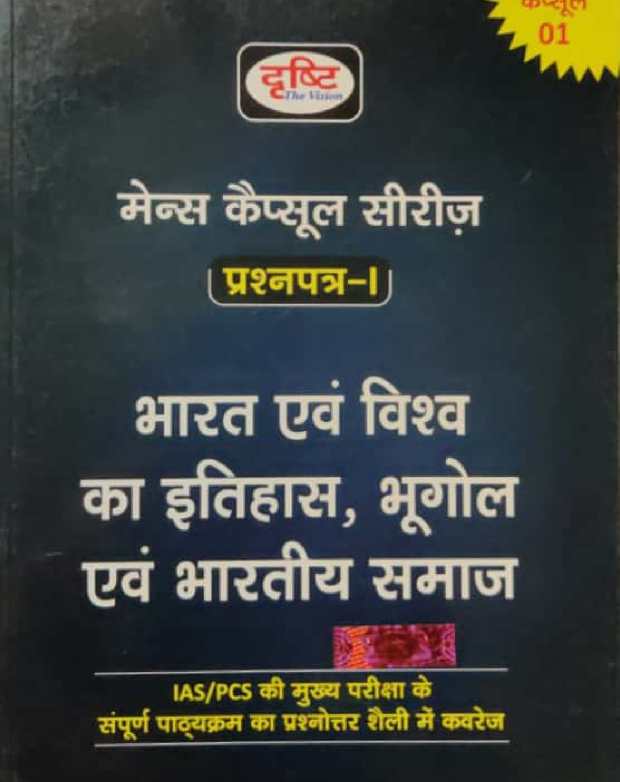 कैप्सूल
01
दृष्टि
The Vision
मेन्स कैप्सूल सीरीज़
प्रश्नपत्र-I
भारत एवं विश्व
का इतिहास, भूगोल
एवं भारतीय समाज
IAS/PCS की मुख्य परीक्षा के
संपूर्ण पाठ्यक्रम का प्रश्नोत्तर शैली में कवरेज